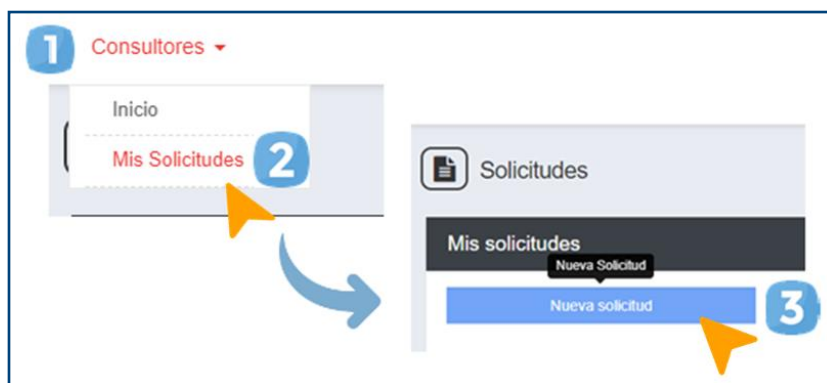 1 Consultores
Inicio
Mis Solicitudes 2
Solicitudes
Mis solicitudes
Nueva Solicitud
Nueva solicitud 3